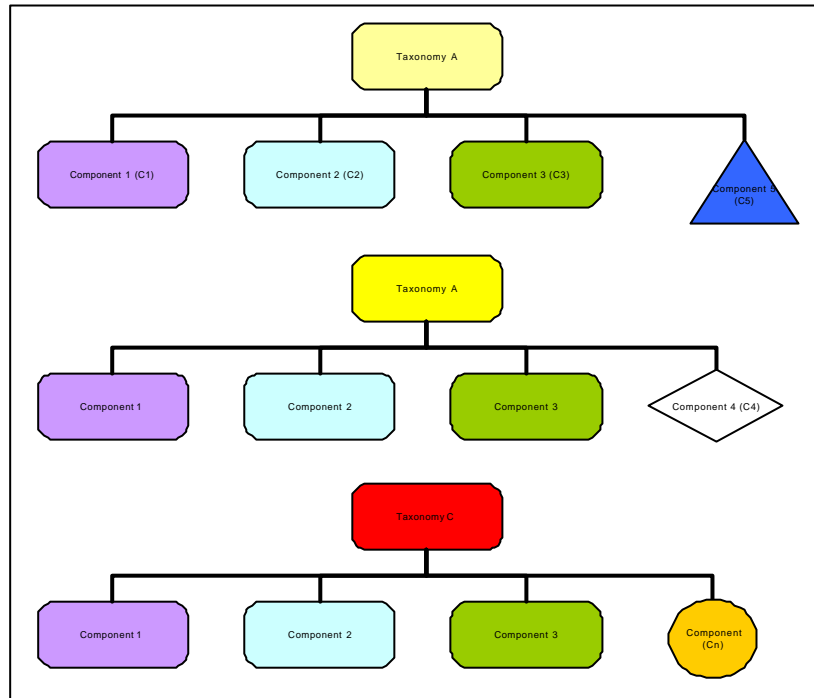 Taxonomy A
Component 1 (C1)
Component 2 (C2)
Component 3 (C3)
Component 5
(C5)
Taxonomy A
Component 1
Component 2
Component 3
Component 4 (C4)
Taxonomy C
Component 1
Component 2
Component 3
Component
(Cn)